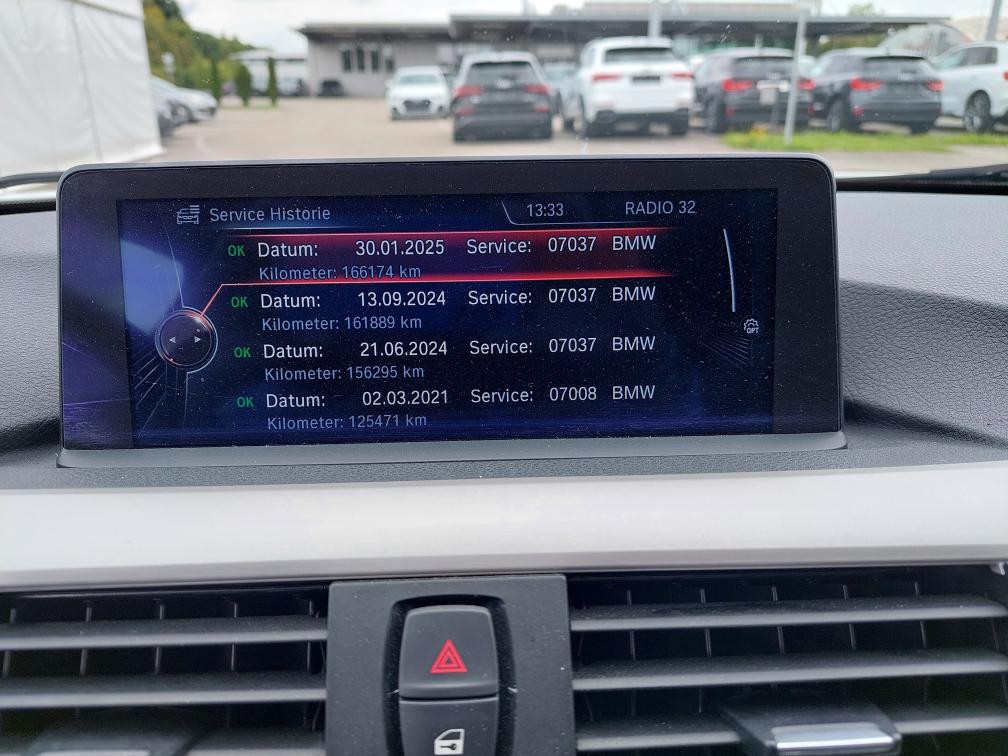 Service Historie 13:33 RADIO 32
OK Datum: 30.01.2025 Service: 07037 BMW
Kilometer: 166174 km
OK Datum: 13.09.2024 Service: 07037 BMW
Kilometer: 161889 km
OK Datum: 21.06.2024 Service: 07037 BMW
Kilometer: 156295 km
OK Datum: 02.03.2021 Service: 07008 BMW
Kilometer: 125471 km
OPT